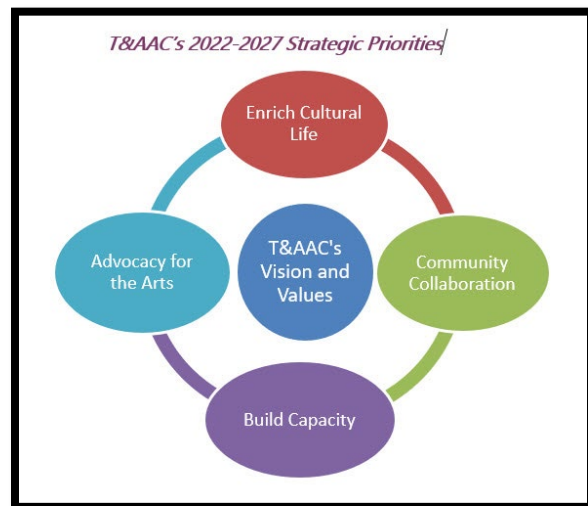 T&AAC's 2022-2027 Strategic Priorities
Enrich Cultural
Life
Advocacy for
the Arts
T&AAC's
Vision and
Values
Community
Collaboration
Build Capacity